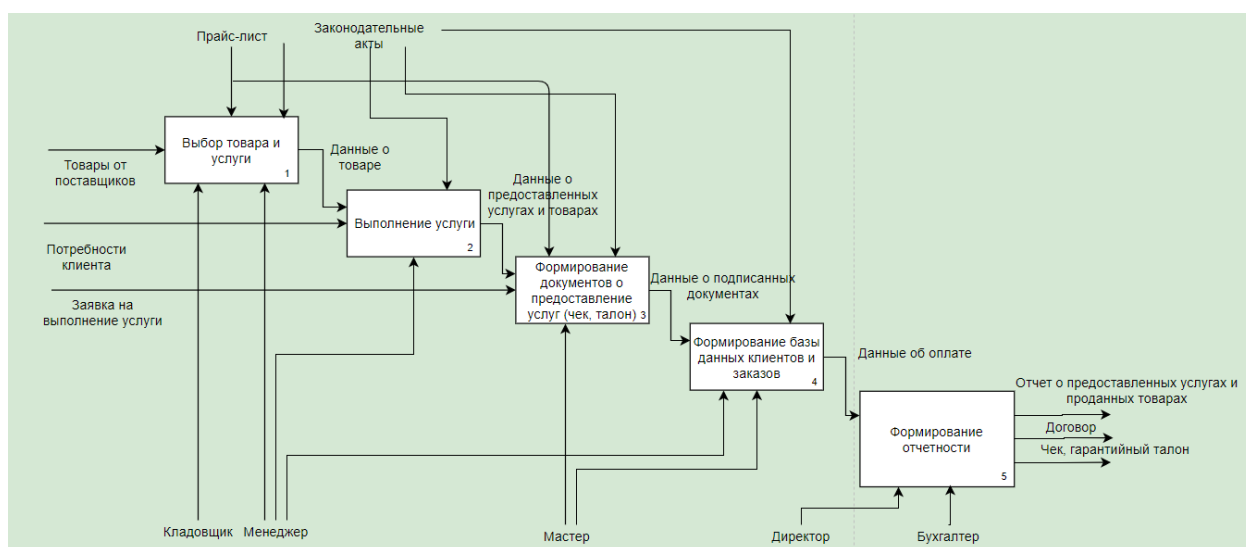 Прайс-лист
Законодательные
акты
Выбор товара и
услуги
1
Товары от
поставщиков
Данные о
товаре
Выполнение услуги
2
Данные о
предоставленных
услугах и товарах
Потребности
клиента
Заявка на
выполнение услуги
Формирование
документов о
предоставление
услуг (чек, талон) 3
Данные о подписанных
документах
Формирование базы
данных клиентов и
заказов
4
Данные об оплате
Формирование
отчетности
5
Отчет о предоставленных услугах и
проданных товарах
Договор
Чек, гарантийный талон
Кладовщик
Менеджер
Мастер
Директор
Бухгалтер